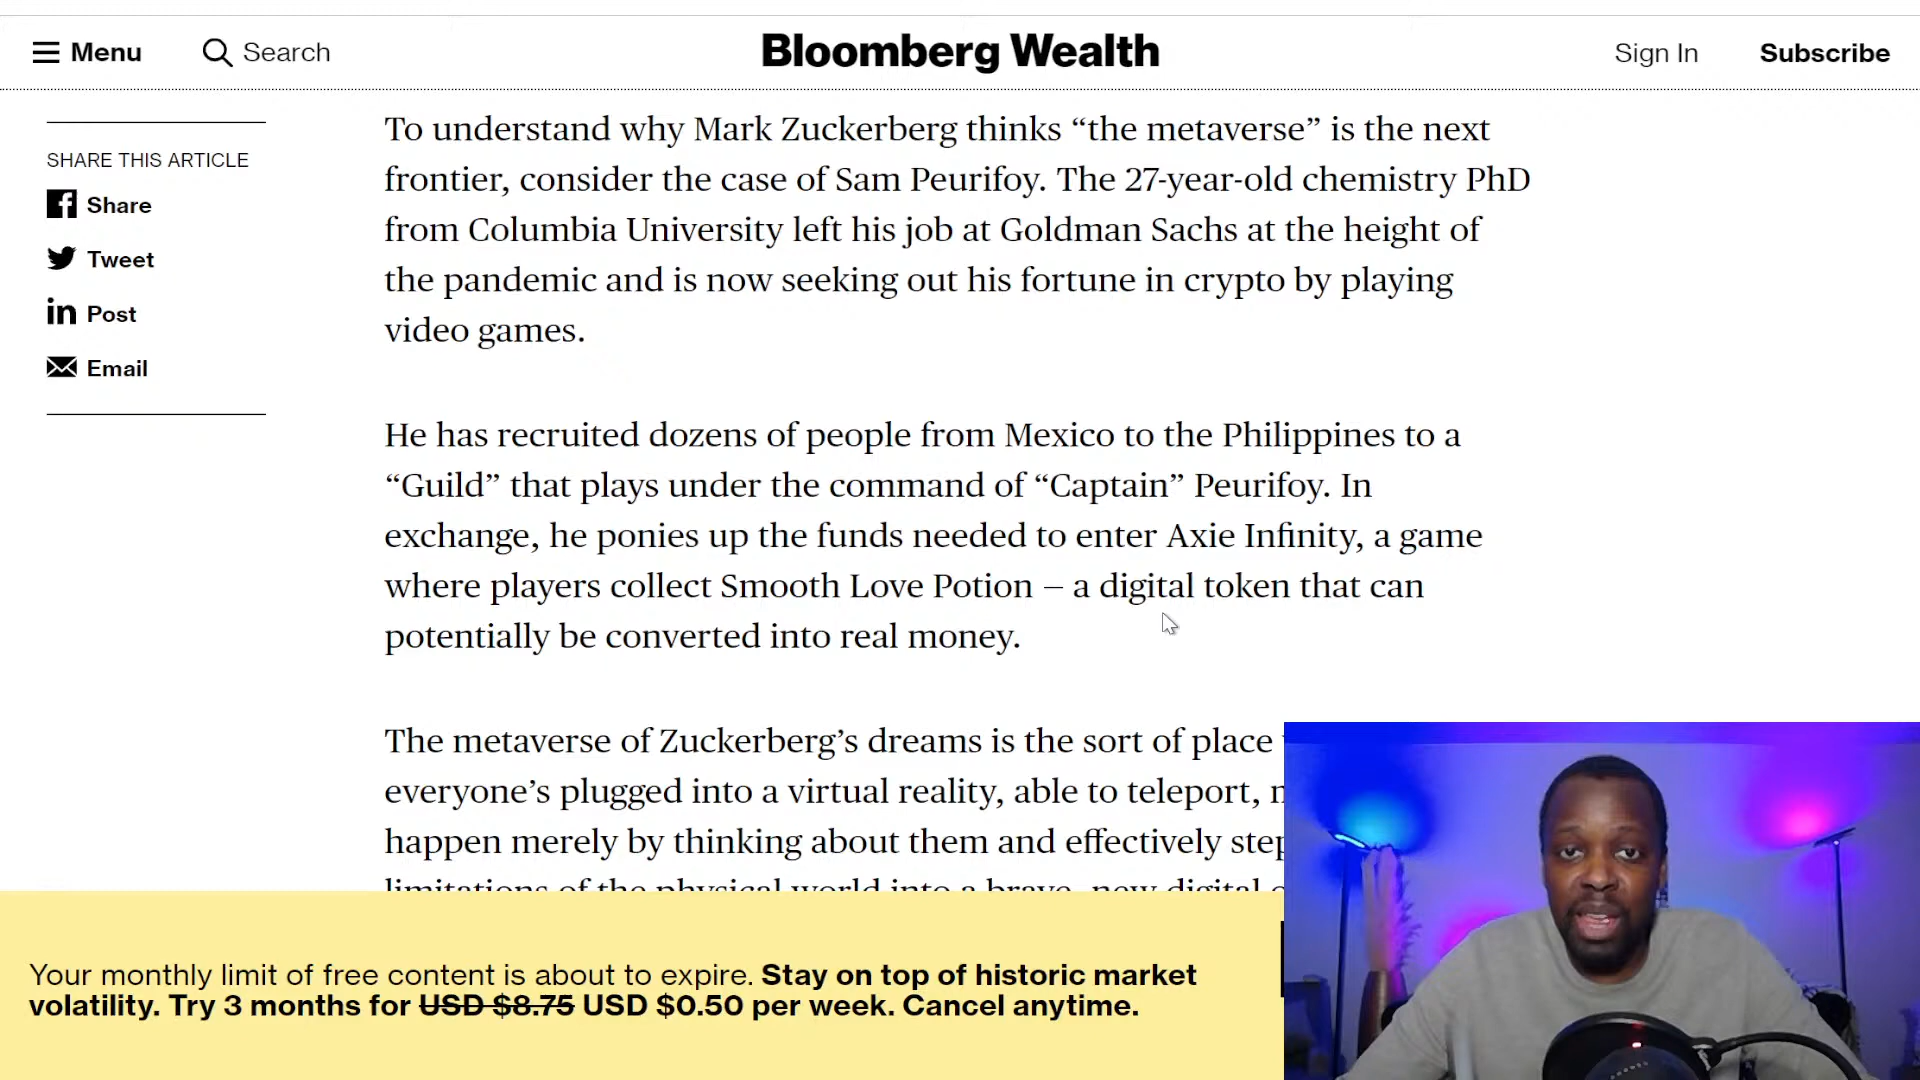 Menu
Search
Bloomberg Wealth
Sign In
Subscribe
SHARE THIS ARTICLE
Share
Tweet
Post
Email
To understand why Mark Zuckerberg thinks “the metaverse” is the next
frontier, consider the case of Sam Peurifoy. The 27-year-old chemistry PhD
from Columbia University left his job at Goldman Sachs at the height of
the pandemic and is now seeking out his fortune in crypto by playing
video games.
He has recruited dozens of people from Mexico to the Philippines to a
“Guild” that plays under the command of “Captain” Peurifoy. In
exchange, he ponies up the funds needed to enter Axie Infinity, a game
where players collect Smooth Love Potion — a digital token that can
potentially be converted into real money.
The metaverse of Zuckerberg’s dreams is the sort of place
everyone’s plugged into a virtual reality, able to teleport,
happen merely by thinking about them and effectively
limitations of the physical world into a brave, new digital
Your monthly limit of free content is about to expire. Stay on top of historic market
volatility. Try 3 months for USD $8.75 USD $0.50 per week. Cancel anytime.